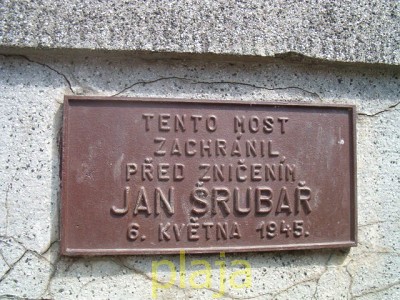 TENTO MOST
ZACHRÁNIL
PŘED ZNIČENÍM
JAN ŠRUBAŘ
6. KVĚTNA 1945.
plaja